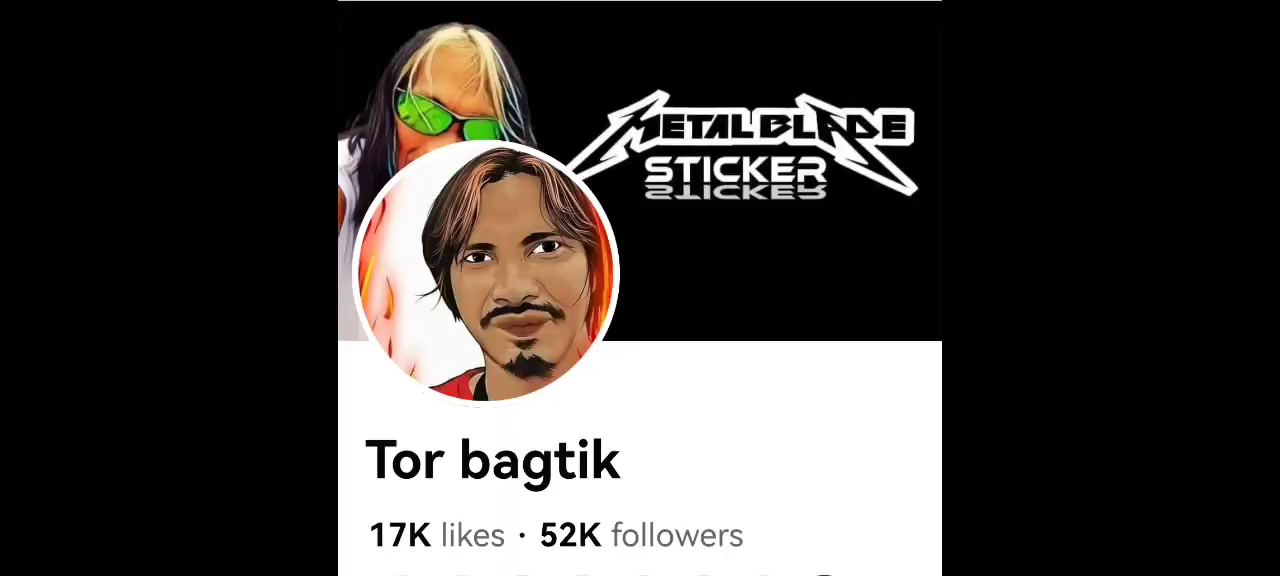 METALBLADE
STICKER
STICKER
Tor bagtik
17K likes · 52K followers